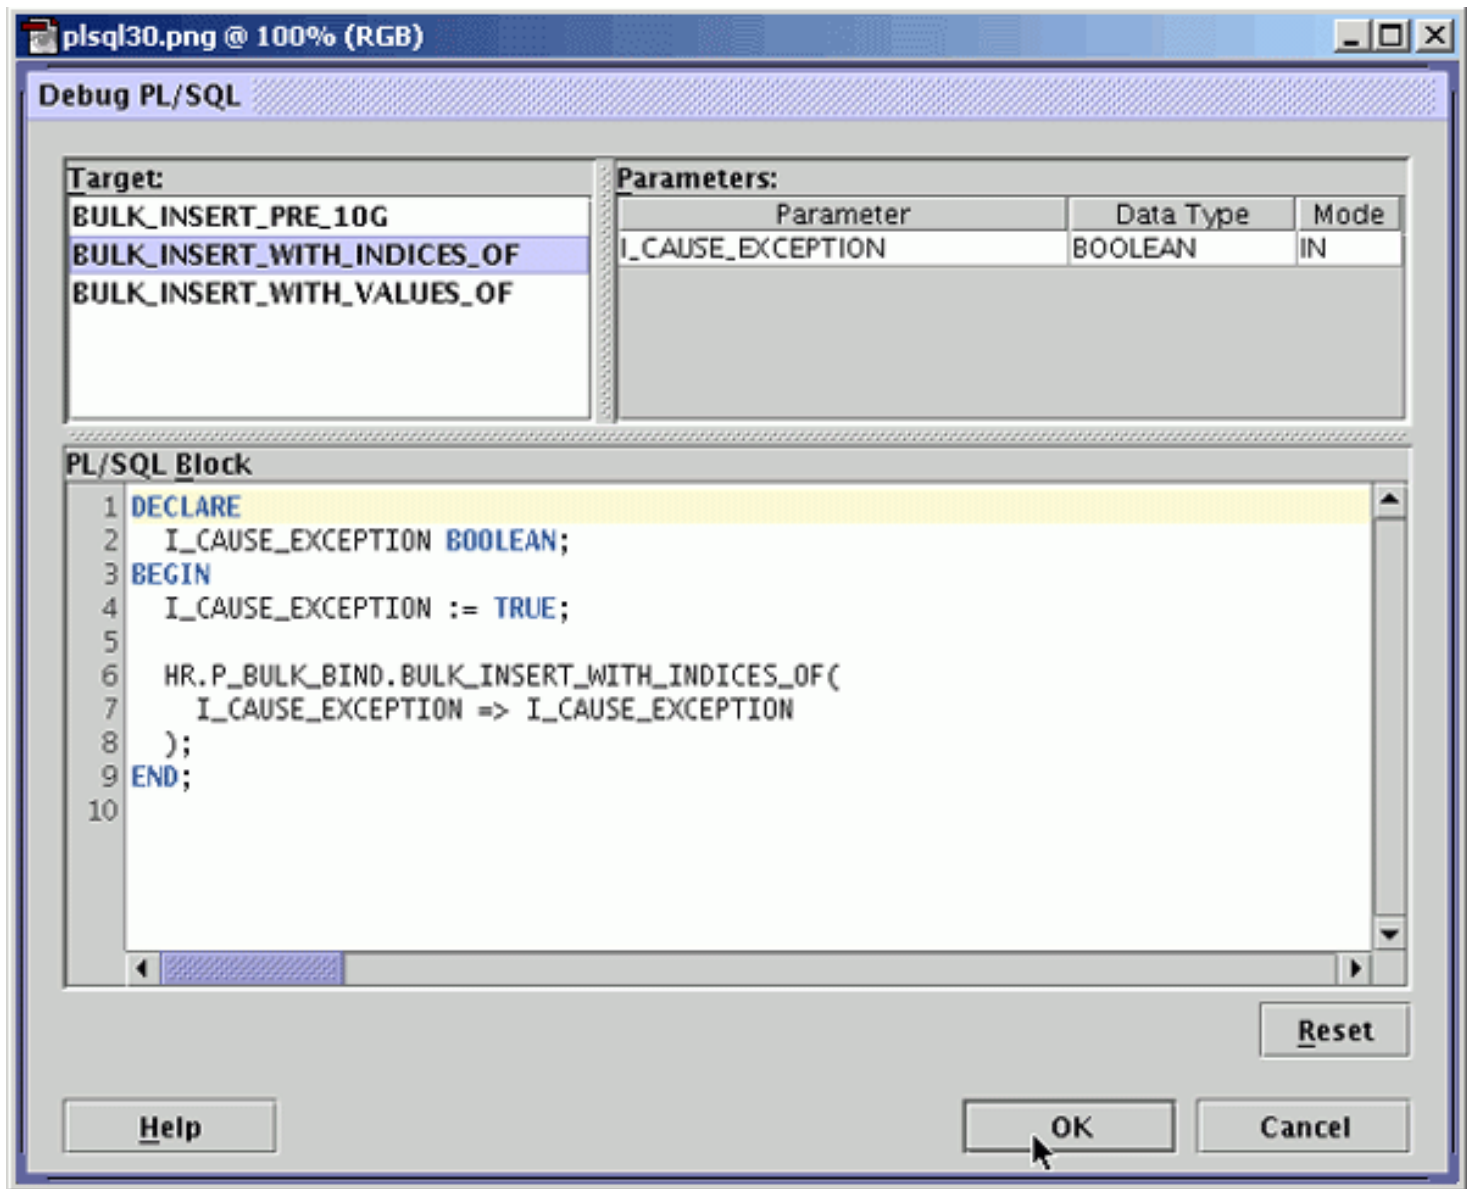 plsql30.png @ 100% (RGB)
Debug PL/SQL
Target:
BULK_INSERT_PRE_10G
BULK_INSERT_WITH_INDICES_OF
BULK_INSERT_WITH_VALUES_OF
Parameters:
Parameter Data Type Mode
I_CAUSE_EXCEPTION BOOLEAN IN
PL/SQL Block
1 DECLARE
2   I_CAUSE_EXCEPTION BOOLEAN;
3 BEGIN
4   I_CAUSE_EXCEPTION := TRUE;
5
6   HR.P_BULK_BIND.BULK_INSERT_WITH_INDICES_OF(
7     I_CAUSE_EXCEPTION => I_CAUSE_EXCEPTION
8   );
9 END;
10
Reset
Help OK Cancel